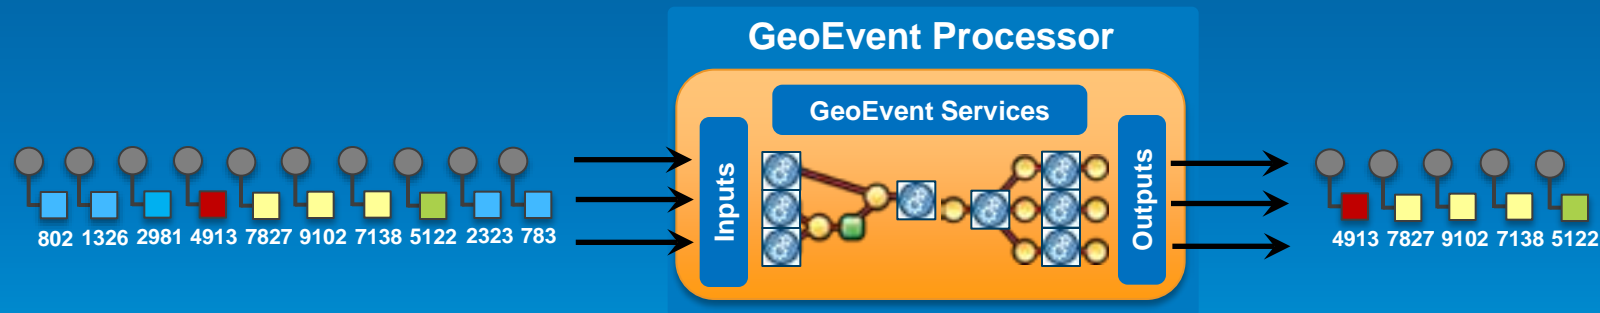 GeoEvent Processor
GeoEvent Services
Inputs
Outputs
802 1326 2981 4913 7827 9102 7138 5122 2323 783
4913 7827 9102 7138 5122